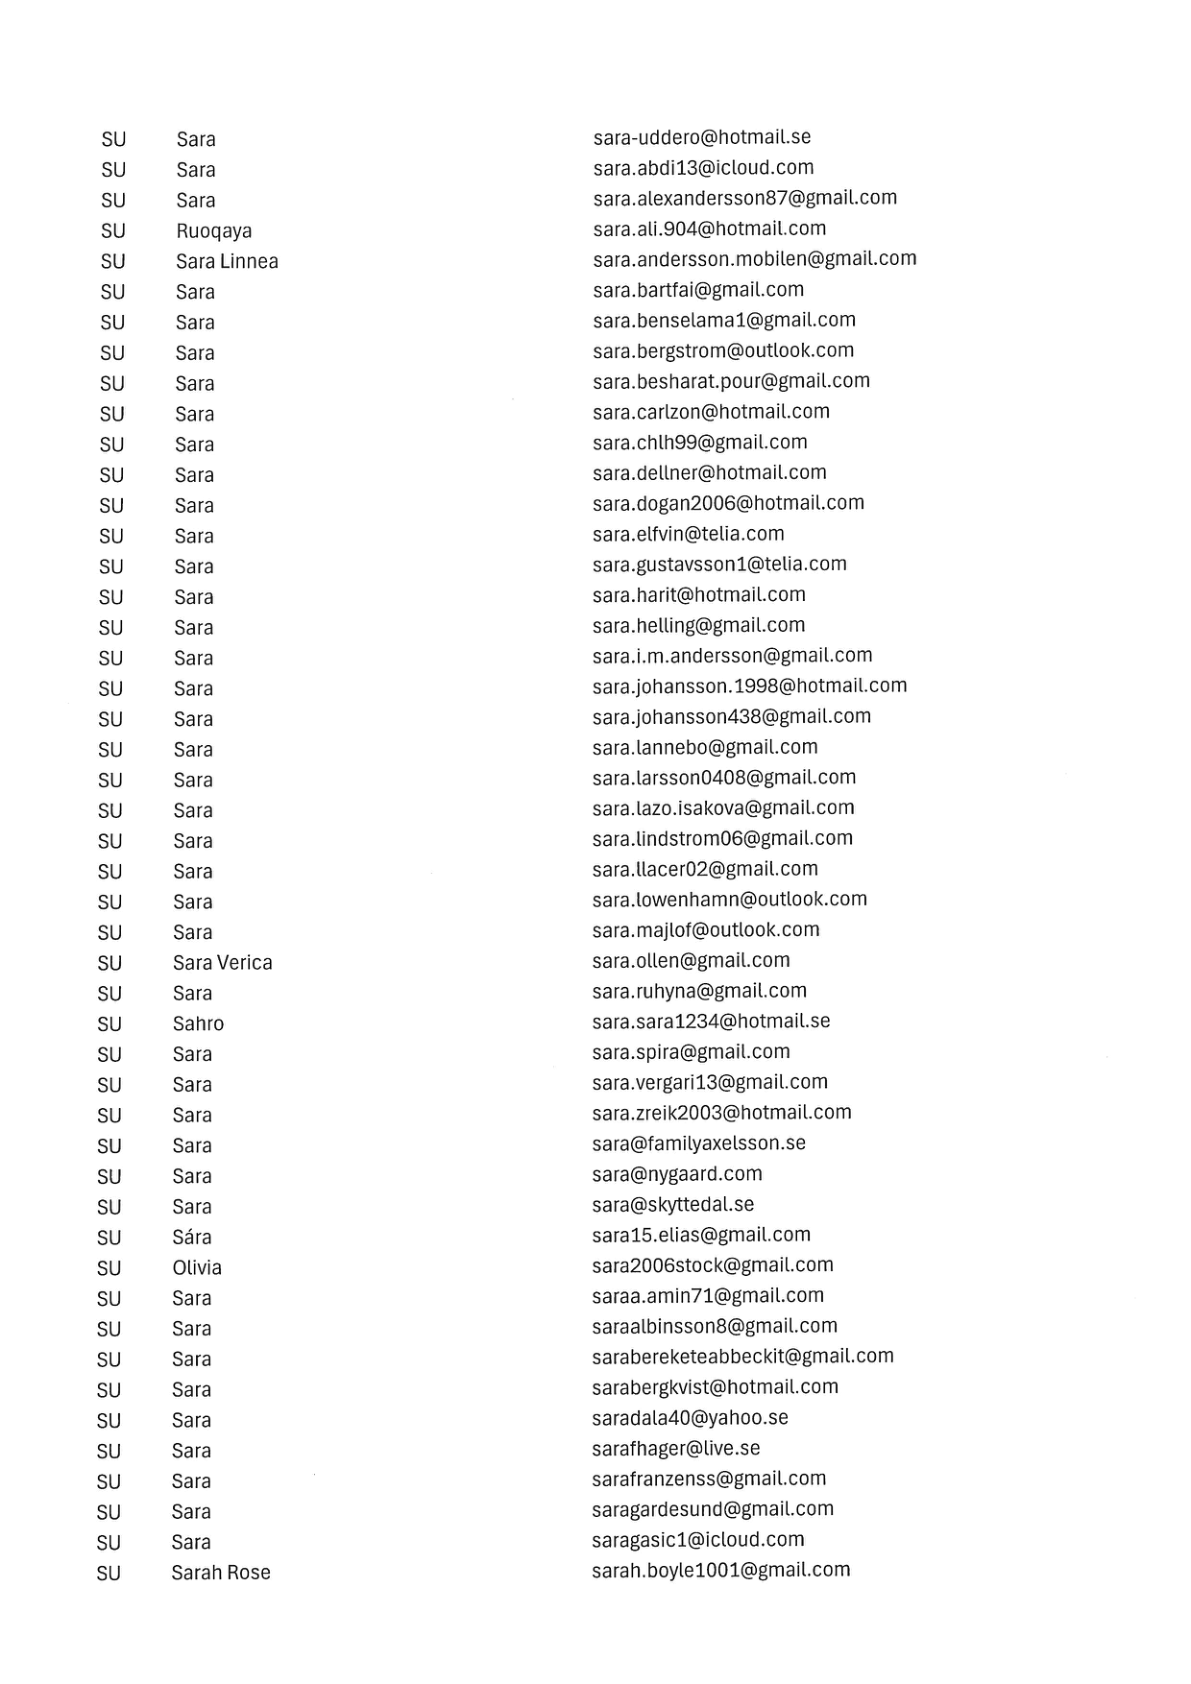 SU Sara sara-uddero@hotmail.se
SU Sara sara.abdi13@icloud.com
SU Sara sara.alexandersson87@gmail.com
SU Ruoqaya sara.ali.904@hotmail.com
SU Sara Linnea sara.andersson.mobilen@gmail.com
SU Sara sara.bartfai@gmail.com
SU Sara sara.benselama1@gmail.com
SU Sara sara.bergstrom@outlook.com
SU Sara sara.besharat.pour@gmail.com
SU Sara sara.carlzon@hotmail.com
SU Sara sara.chlh99@gmail.com
SU Sara sara.dellner@hotmail.com
SU Sara sara.dogan2006@hotmail.com
SU Sara sara.elfvin@telia.com
SU Sara sara.gustavsson1@telia.com
SU Sara sara.harit@hotmail.com
SU Sara sara.helling@gmail.com
SU Sara sara.i.m.andersson@gmail.com
SU Sara sara.johansson.1998@hotmail.com
SU Sara sara.johansson438@gmail.com
SU Sara sara.lannebo@gmail.com
SU Sara sara.larsson0408@gmail.com
SU Sara sara.lazo.isakova@gmail.com
SU Sara sara.lindstrom06@gmail.com
SU Sara sara.llacer02@gmail.com
SU Sara sara.lowenhamn@outlook.com
SU Sara sara.majlof@outlook.com
SU Sara Verica sara.ollen@gmail.com
SU Sara sara.ruhyna@gmail.com
SU Sahro sara.sara1234@hotmail.se
SU Sara sara.spira@gmail.com
SU Sara sara.vergari13@gmail.com
SU Sara sara.zreik2003@hotmail.com
SU Sara sara@familyaxelsson.se
SU Sara sara@nygaard.com
SU Sara sara@skyttedal.se
SU Sára sara15.elias@gmail.com
SU Olivia sara2006stock@gmail.com
SU Sara saraa.amin71@gmail.com
SU Sara saraalbinsson8@gmail.com
SU Sara sarabereketeabbeckit@gmail.com
SU Sara sarabergkvist@hotmail.com
SU Sara saradala40@yahoo.se
SU Sara sarafhager@live.se
SU Sara sarafranzenss@gmail.com
SU Sara saragardesund@gmail.com
SU Sara saragasic1@icloud.com
SU Sarah Rose sarah.boyle1001@gmail.com